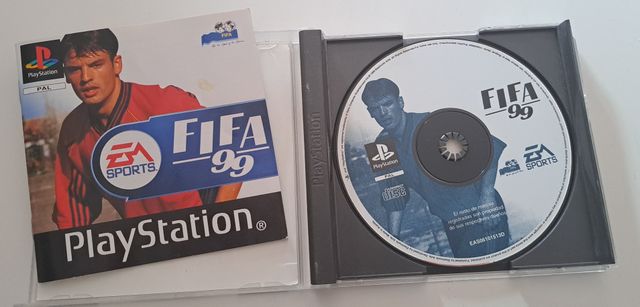 PlayStation
PAL
FIFA
EA
SPORTS
FIFA
99
PlayStation®
PlayStation
FIFA
99
PlayStation
PAL
EA
SPORTS
El resto de marcas
registradas son propiedad
de sus respectivos dueños
EAS08101513D